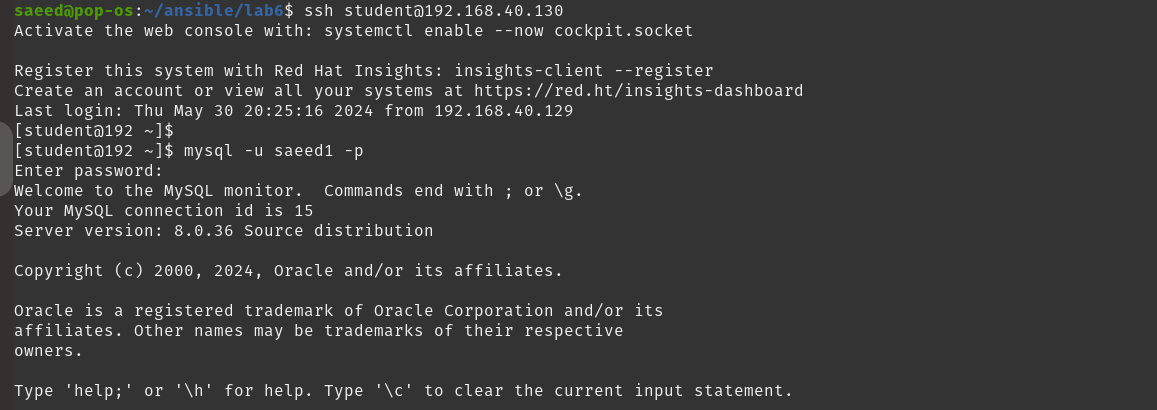 saeed@pop-os:~/ansible/lab6$ ssh student@192.168.40.130
Activate the web console with: systemctl enable --now cockpit.socket
Register this system with Red Hat Insights: insights-client --register
Create an account or view all your systems at https://red.ht/insights-dashboard
Last login: Thu May 30 20:25:16 2024 from 192.168.40.129
[student@192 ~]$
[student@192 ~]$ mysql -u saeed1 -p
Enter password:
Welcome to the MySQL monitor.  Commands end with ; or \g.
Your MySQL connection id is 15
Server version: 8.0.36 Source distribution
Copyright (c) 2000, 2024, Oracle and/or its affiliates.
Oracle is a registered trademark of Oracle Corporation and/or its
affiliates. Other names may be trademarks of their respective
owners.
Type 'help;' or '\h' for help. Type '\c' to clear the current input statement.